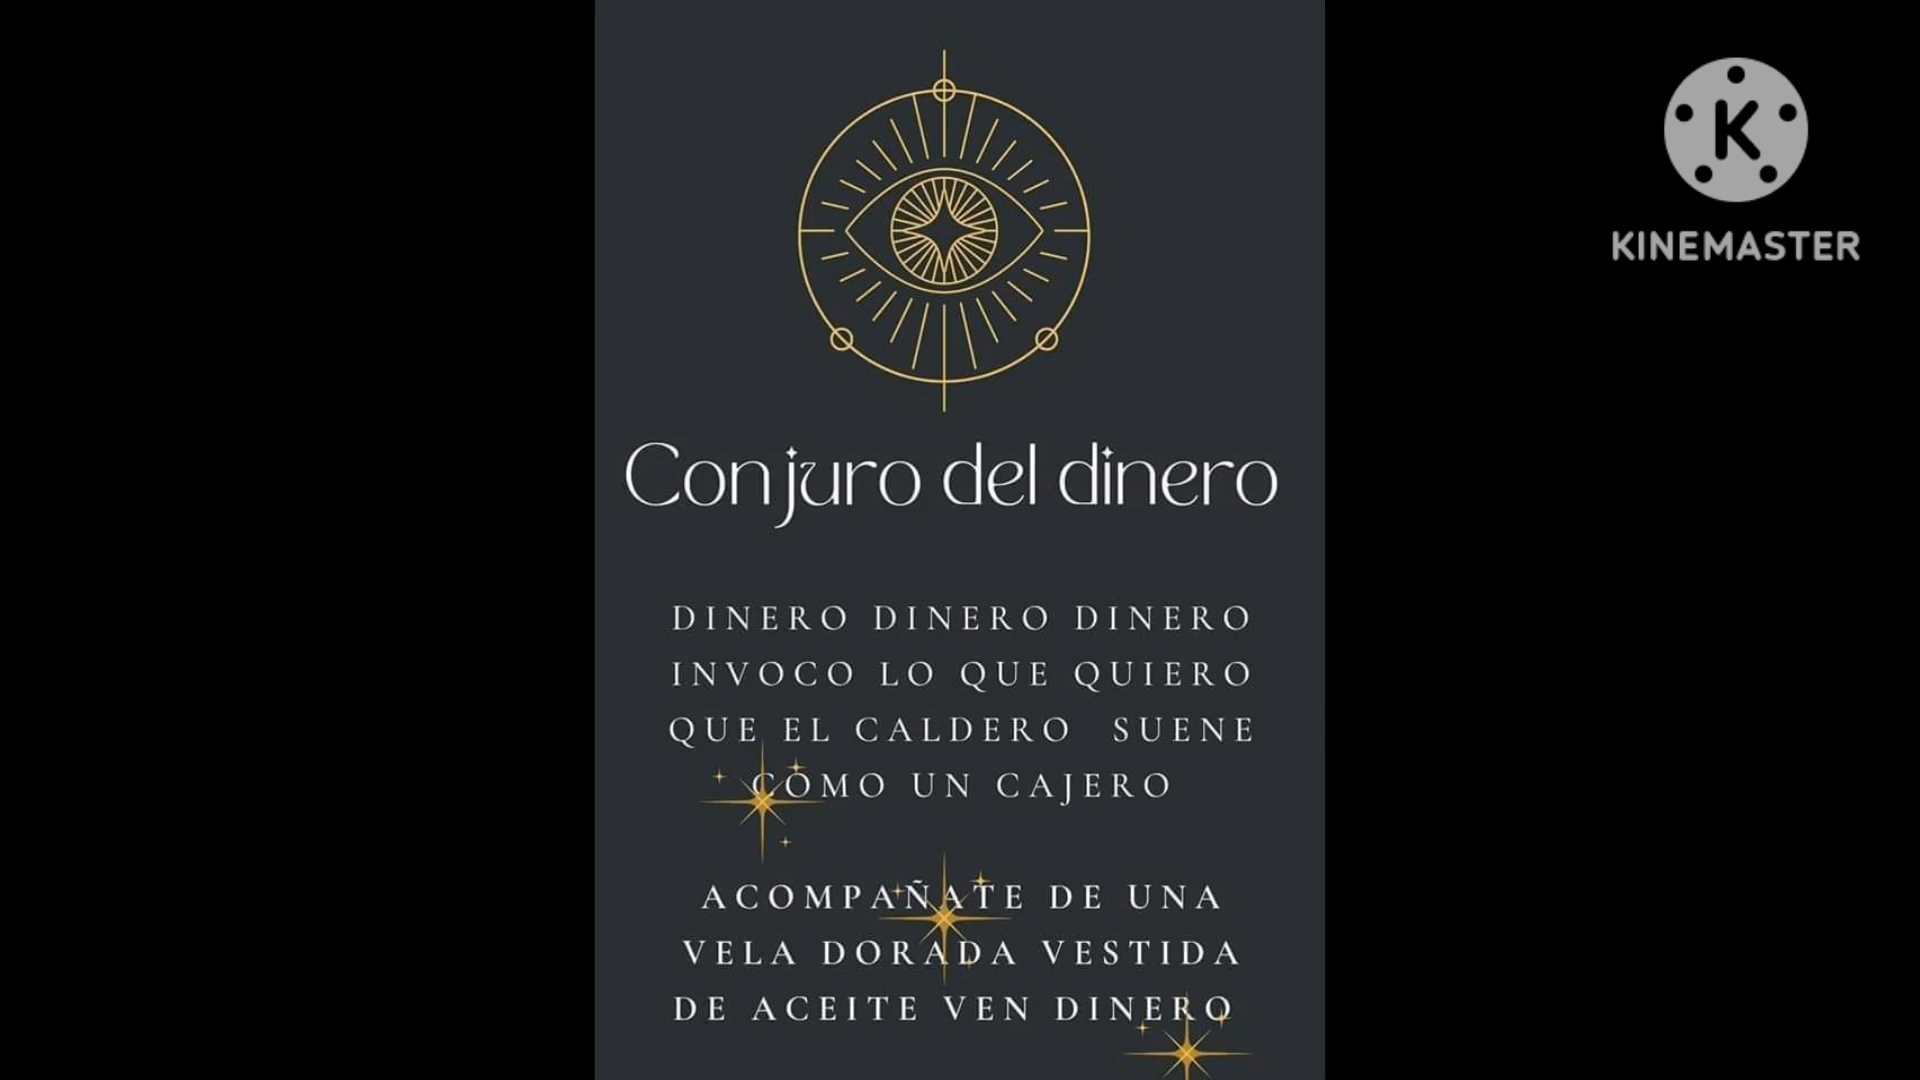 K
KINEMASTER
Conjuro del dinero
DINERO DINERO DINERO
INVOCO LO QUE QUIERO
QUE EL CALDERO SUENE
COMO UN CAJERO
ACOMPAÑATE DE UNA
VELA DORADA VESTIDA
DE ACEITE VEN DINERO